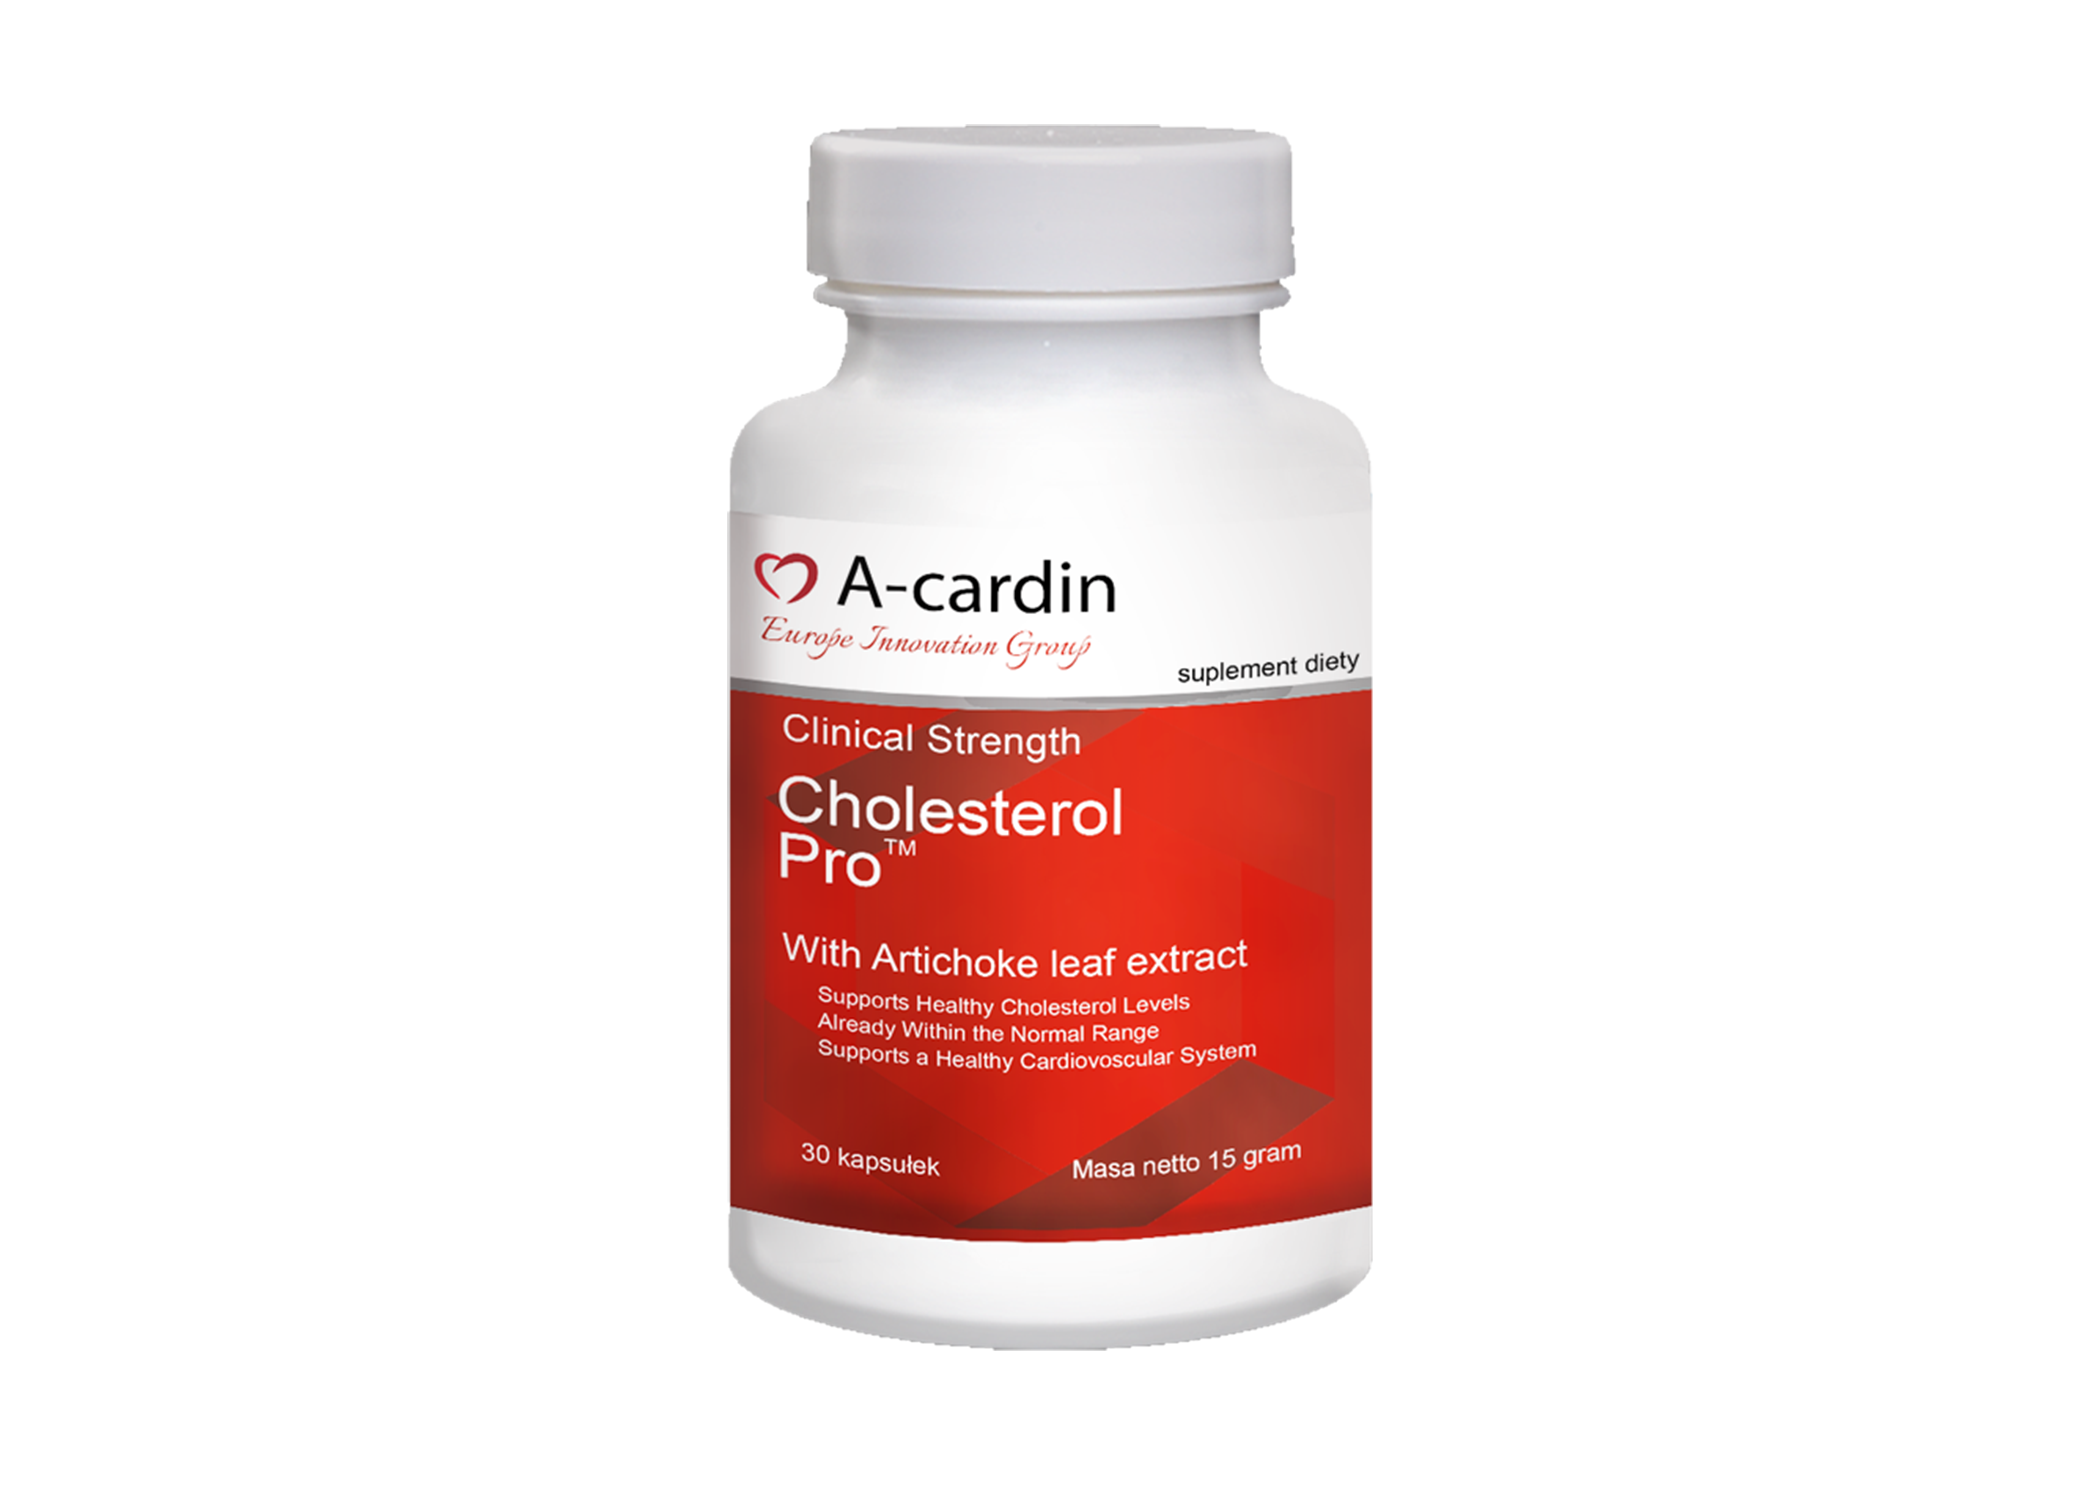 A-cardin
Europe Innovation Group
suplement diety
Clinical Strength
Cholesterol
Pro™
With Artichoke leaf extract
Supports Healthy Cholesterol Levels
Already Within the Normal Range
Supports a Healthy Cardiovoscular System
30 kapsułek
Masa netto 15 gram